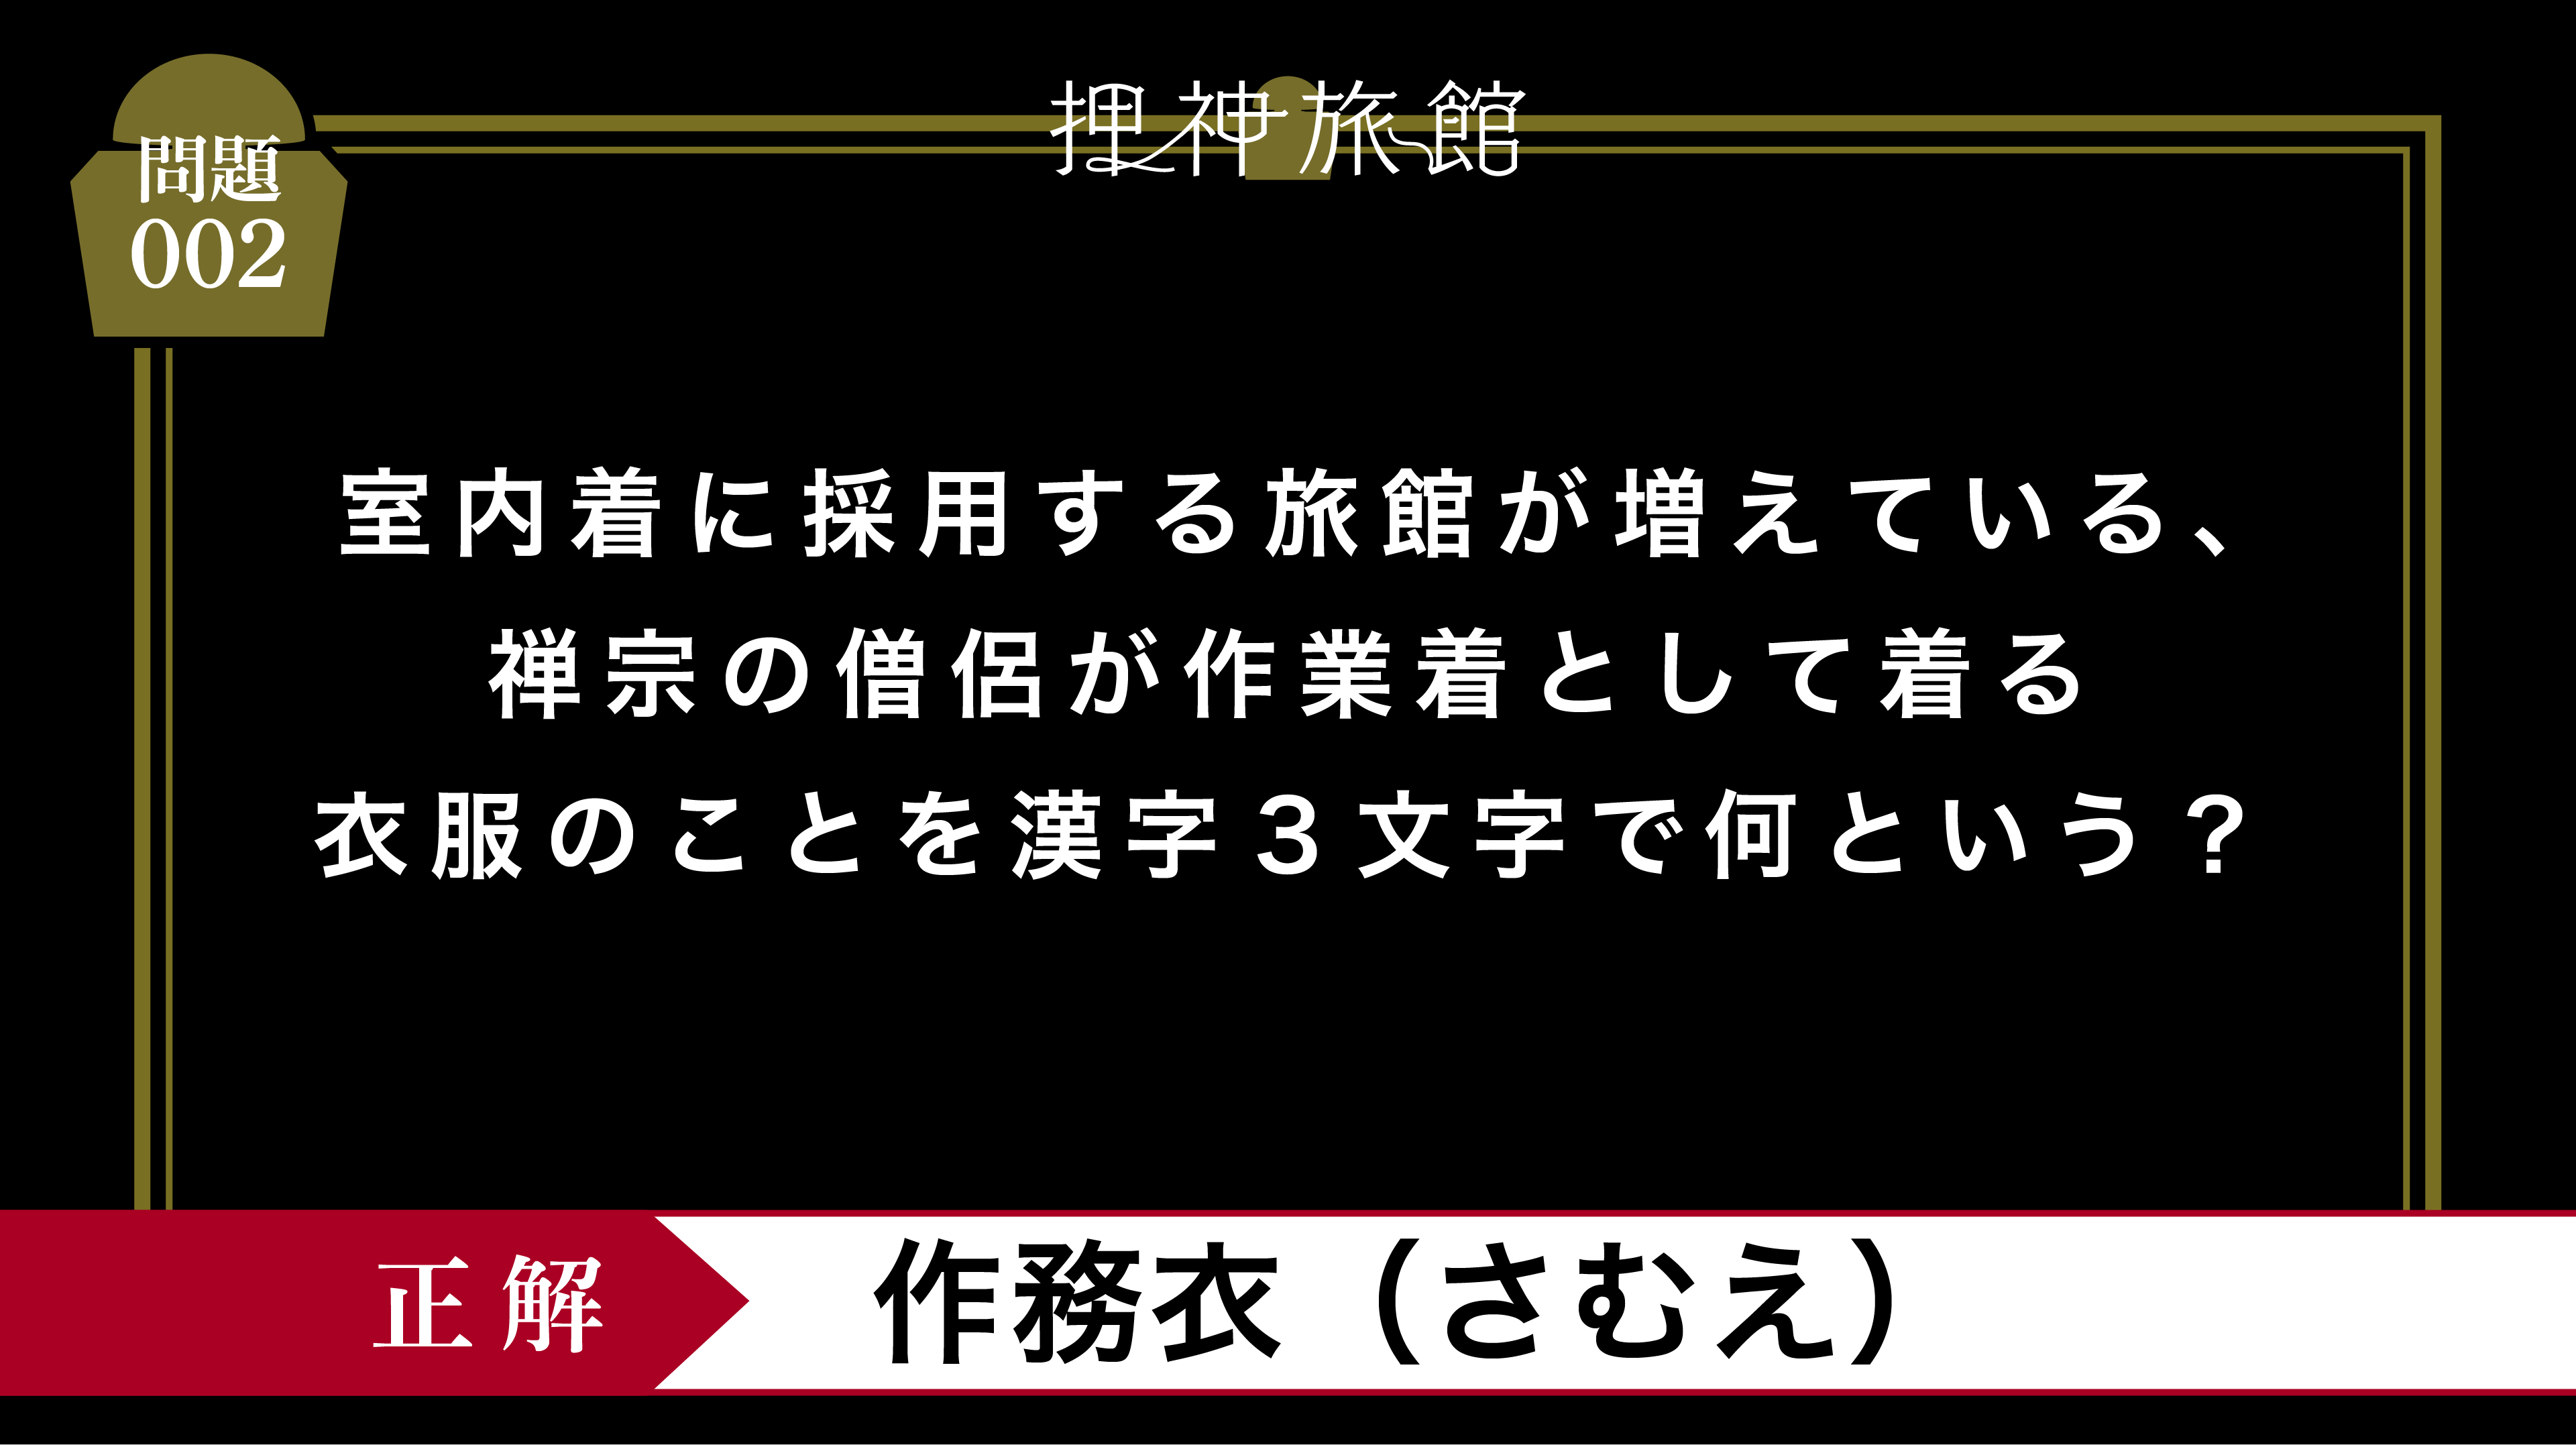 押神旅館
問題
002
室内着に採用する旅館が増えている、
禅宗の僧侶が作業着として着る
衣服のことを漢字３文字で何という？
正解
作務衣（さむえ）